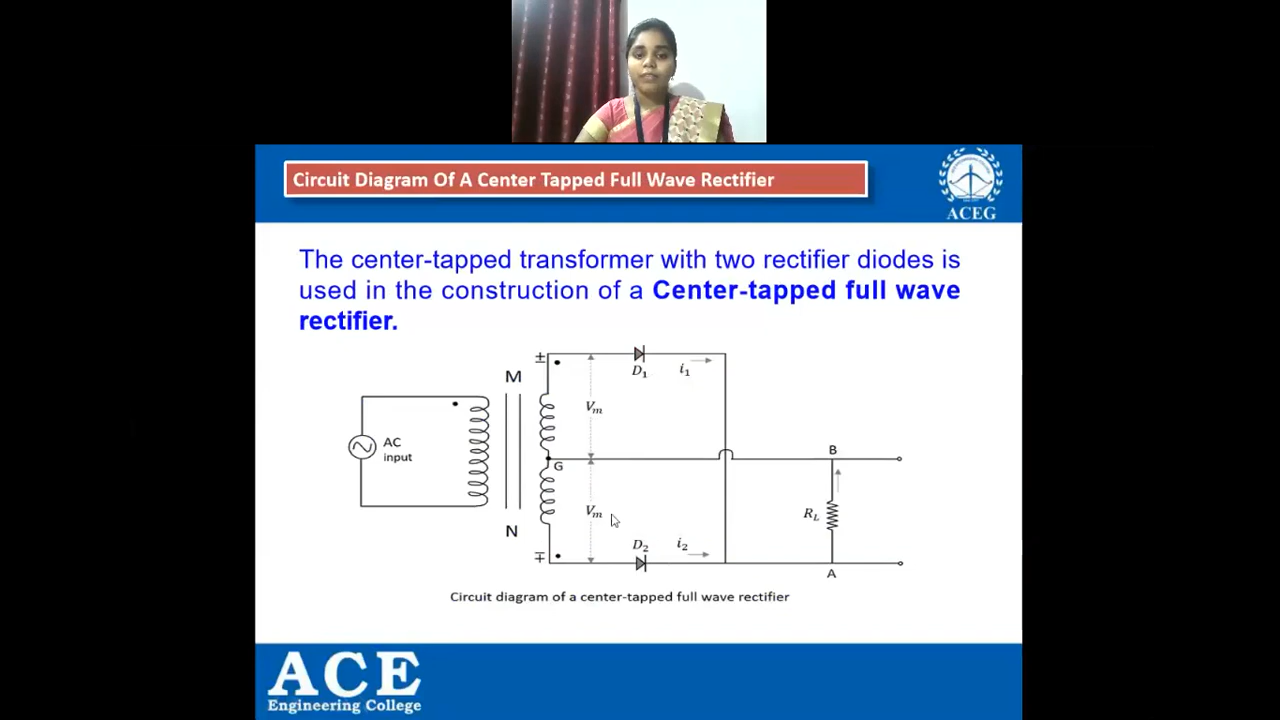 Circuit Diagram Of A Center Tapped Full Wave Rectifier
ACEG
The center-tapped transformer with two rectifier diodes is
used in the construction of a Center-tapped full wave
rectifier.
±
D₁
i₁
M
Vₘ
AC
input
B
G
Vₘ
R_L
N
D₂
i₂
∓
A
Circuit diagram of a center-tapped full wave rectifier
ACE
Engineering College